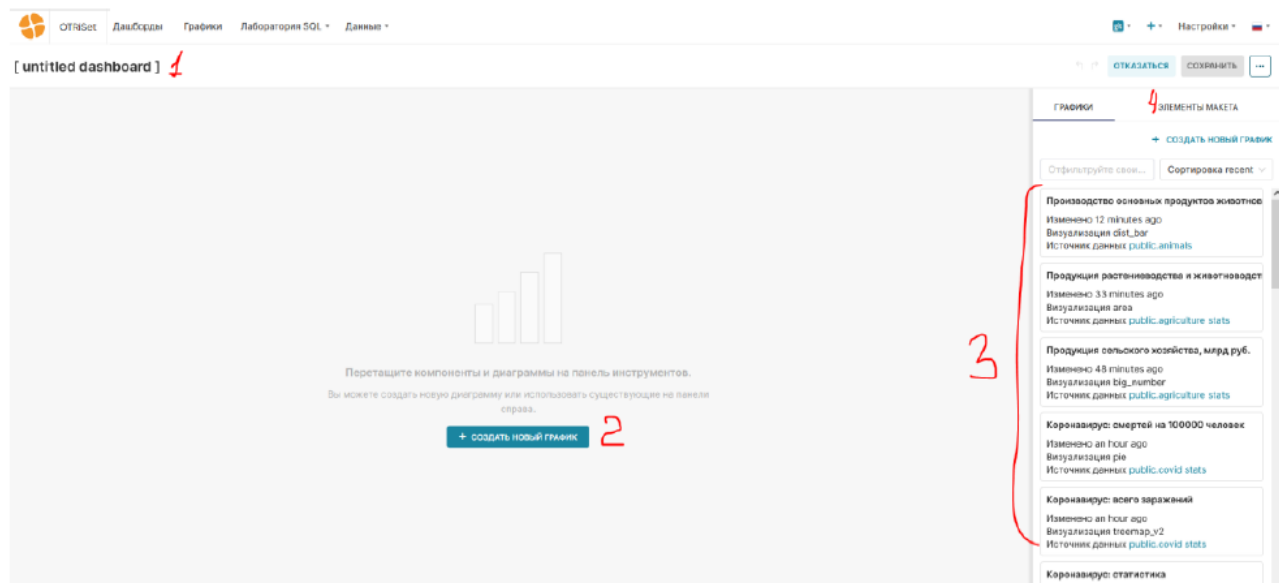 OTRISet Дашборды Графики Лаборатория SQL Данные
+ Настройки
[ untitled dashboard ] 1
ОТКАЗАТЬСЯ СОХРАНИТЬ ...
ГРАФИКИ 4 ЭЛЕМЕНТЫ МАКЕТА
+ СОЗДАТЬ НОВЫЙ ГРАФИК
Отфильтруйте свои... Сортировка recent
Производство основных продуктов животнов
Изменено 12 minutes ago
Визуализация dist_bar
Источник данных public.animals
Продукция растениеводства и животноводст
Изменено 33 minutes ago
Визуализация area
Источник данных public.agriculture stats
Продукция сельского хозяйства, млрд руб.
Изменено 48 minutes ago
Визуализация big_number
Источник данных public.agriculture stats
Коронавирус: смертей на 100000 человек
Изменено an hour ago
Визуализация pie
Источник данных public.covid stats
Коронавирус: всего заражений
Изменено an hour ago
Визуализация treemap_v2
Источник данных public.covid stats
Коронавирус: статистика
3
Перетащите компоненты и диаграммы на панель инструментов.
Вы можете создать новую диаграмму или использовать существующие на панели
справа.
+ СОЗДАТЬ НОВЫЙ ГРАФИК 2